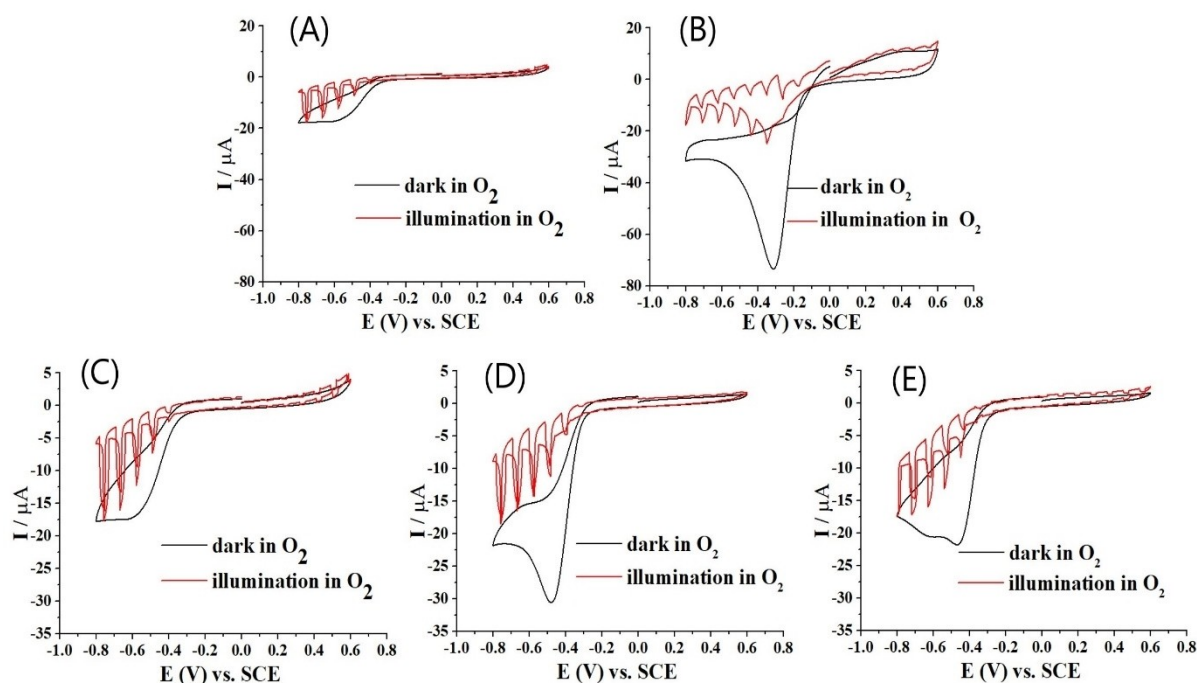 (A)
20
0
-20
-40
-60
-80
I / μA
dark in O2
illumination in O2
-1.0 -0.8 -0.6 -0.4 -0.2 0.0 0.2 0.4 0.6 0.8
E (V) vs. SCE
(B)
20
0
-20
-40
-60
-80
I / μA
dark in O2
illumination in O2
-1.0 -0.8 -0.6 -0.4 -0.2 0.0 0.2 0.4 0.6 0.8
E (V) vs. SCE
(C)
5
0
-5
-10
-15
-20
-25
-30
-35
I / μA
dark in O2
illumination in O2
-1.0 -0.8 -0.6 -0.4 -0.2 0.0 0.2 0.4 0.6 0.8
E (V) vs. SCE
(D)
5
0
-5
-10
-15
-20
-25
-30
-35
I / μA
dark in O2
illumination in O2
-1.0 -0.8 -0.6 -0.4 -0.2 0.0 0.2 0.4 0.6 0.8
E (V) vs. SCE
(E)
5
0
-5
-10
-15
-20
-25
-30
-35
I / μA
dark in O2
illumination in O2
-1.0 -0.8 -0.6 -0.4 -0.2 0.0 0.2 0.4 0.6 0.8
E (V) vs. SCE